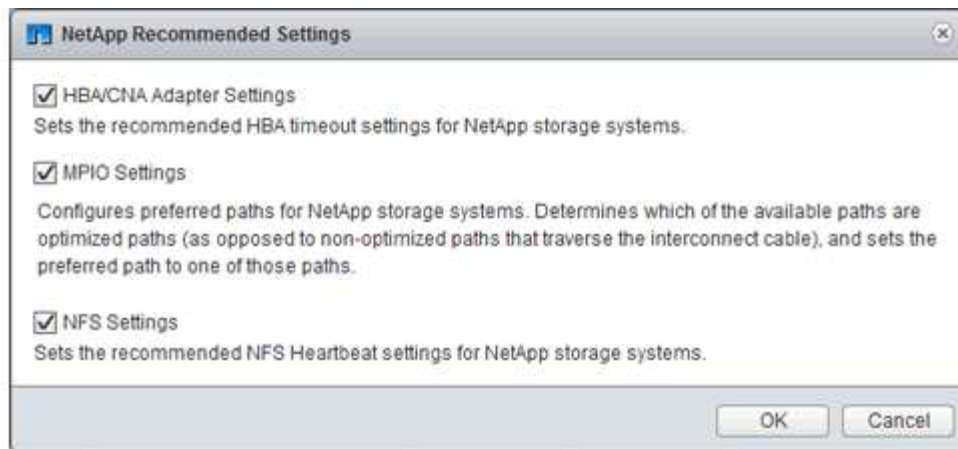 NetApp Recommended Settings
HBA/CNA Adapter Settings
Sets the recommended HBA timeout settings for NetApp storage systems.
MPIO Settings
Configures preferred paths for NetApp storage systems. Determines which of the available paths are
optimized paths (as opposed to non-optimized paths that traverse the interconnect cable), and sets the
preferred path to one of those paths.
NFS Settings
Sets the recommended NFS Heartbeat settings for NetApp storage systems.
OK Cancel